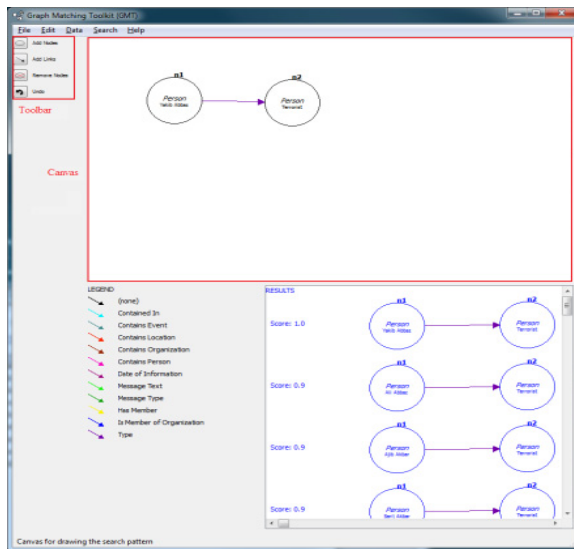 Graph Matching Toolkit (GMT)
File Edit Data Search Help
Add Nodes
Add Links
Remove Nodes
Undo
Toolbar
Canvas
n1
n2
Person
Yakib Abbaz
Person
Terrorist
LEGEND
(none)
Contained In
Contains Event
Contains Location
Contains Organization
Contains Person
Date of Information
Message Text
Message Type
Has Member
Is Member of Organization
Type
RESULTS
n1
n2
Score: 1.0
Person
Yakib Abbaz
Person
Terrorist
n1
n2
Score: 0.9
Person
Person
Terrorist
n1
n2
Score: 0.9
Person
Person
Terrorist
n1
n2
Score: 0.9
Person
Person
Terrorist
Canvas for drawing the search pattern